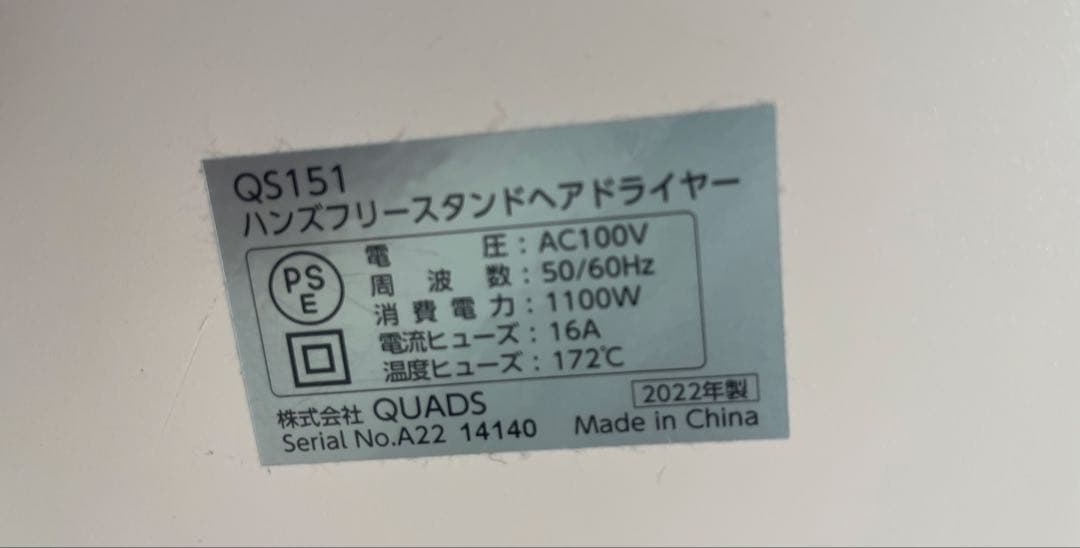 QS151
ハンズフリースタンドヘアドライヤー
PS
E
電 圧：AC100V
周 波 数：50/60Hz
消 費 電 力：1100W
電流ヒューズ：16A
温度ヒューズ：172℃
株式会社 QUADS
2022年製
Serial No.A22 14140
Made in China